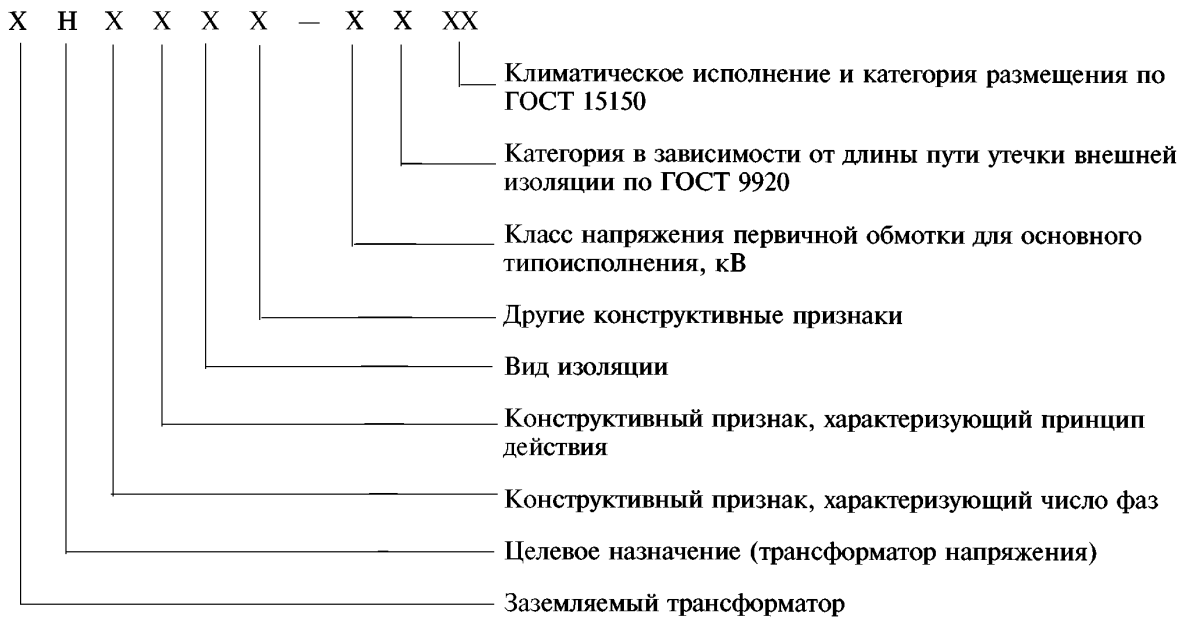 Х Н Х Х Х Х — Х Х ХХ
Климатическое исполнение и категория размещения по
ГОСТ 15150
Категория в зависимости от длины пути утечки внешней
изоляции по ГОСТ 9920
Класс напряжения первичной обмотки для основного
типоисполнения, кВ
Другие конструктивные признаки
Вид изоляции
Конструктивный признак, характеризующий принцип
действия
Конструктивный признак, характеризующий число фаз
Целевое назначение (трансформатор напряжения)
Заземляемый трансформатор